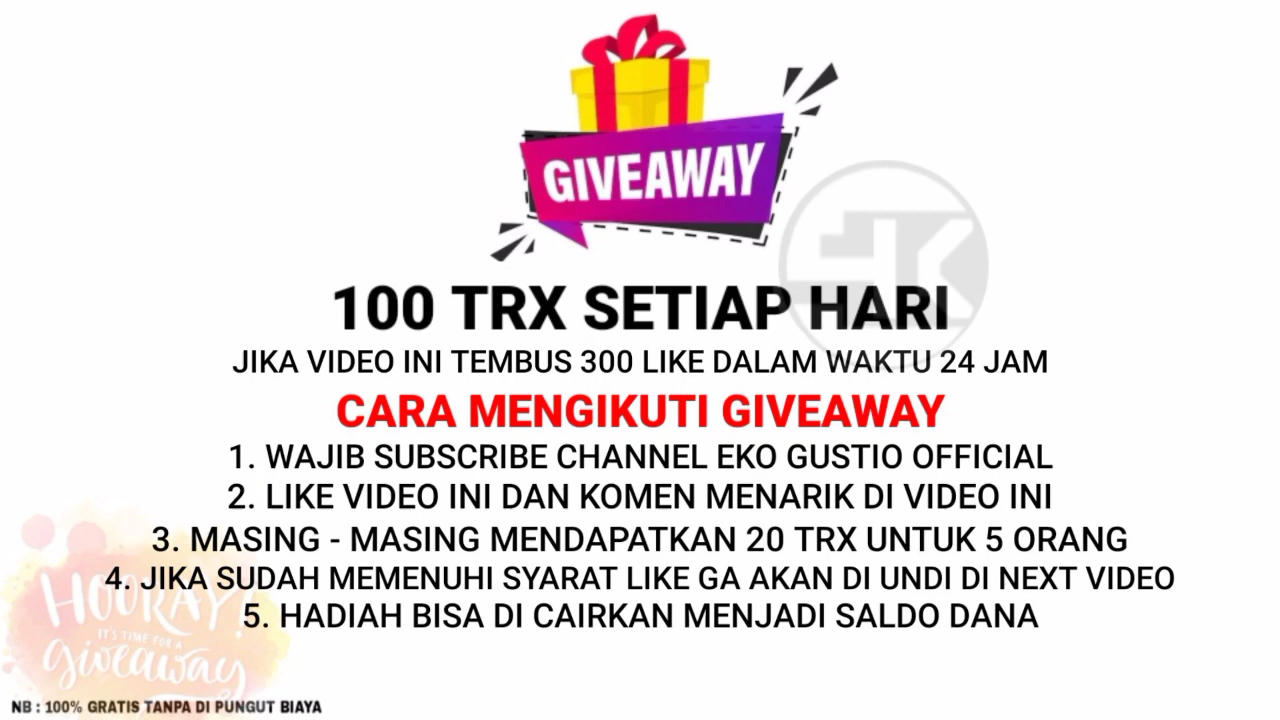 GIVEAWAY
100 TRX SETIAP HARI
JIKA VIDEO INI TEMBUS 300 LIKE DALAM WAKTU 24 JAM
CARA MENGIKUTI GIVEAWAY
1. WAJIB SUBSCRIBE CHANNEL EKO GUSTIO OFFICIAL
2. LIKE VIDEO INI DAN KOMEN MENARIK DI VIDEO INI
3. MASING - MASING MENDAPATKAN 20 TRX UNTUK 5 ORANG
4. JIKA SUDAH MEMENUHI SYARAT LIKE GA AKAN DI UNDI DI NEXT VIDEO
5. HADIAH BISA DI CAIRKAN MENJADI SALDO DANA
HOORAY!
IT'S TIME FOR A
giveaway
NB : 100% GRATIS TANPA DI PUNGUT BIAYA